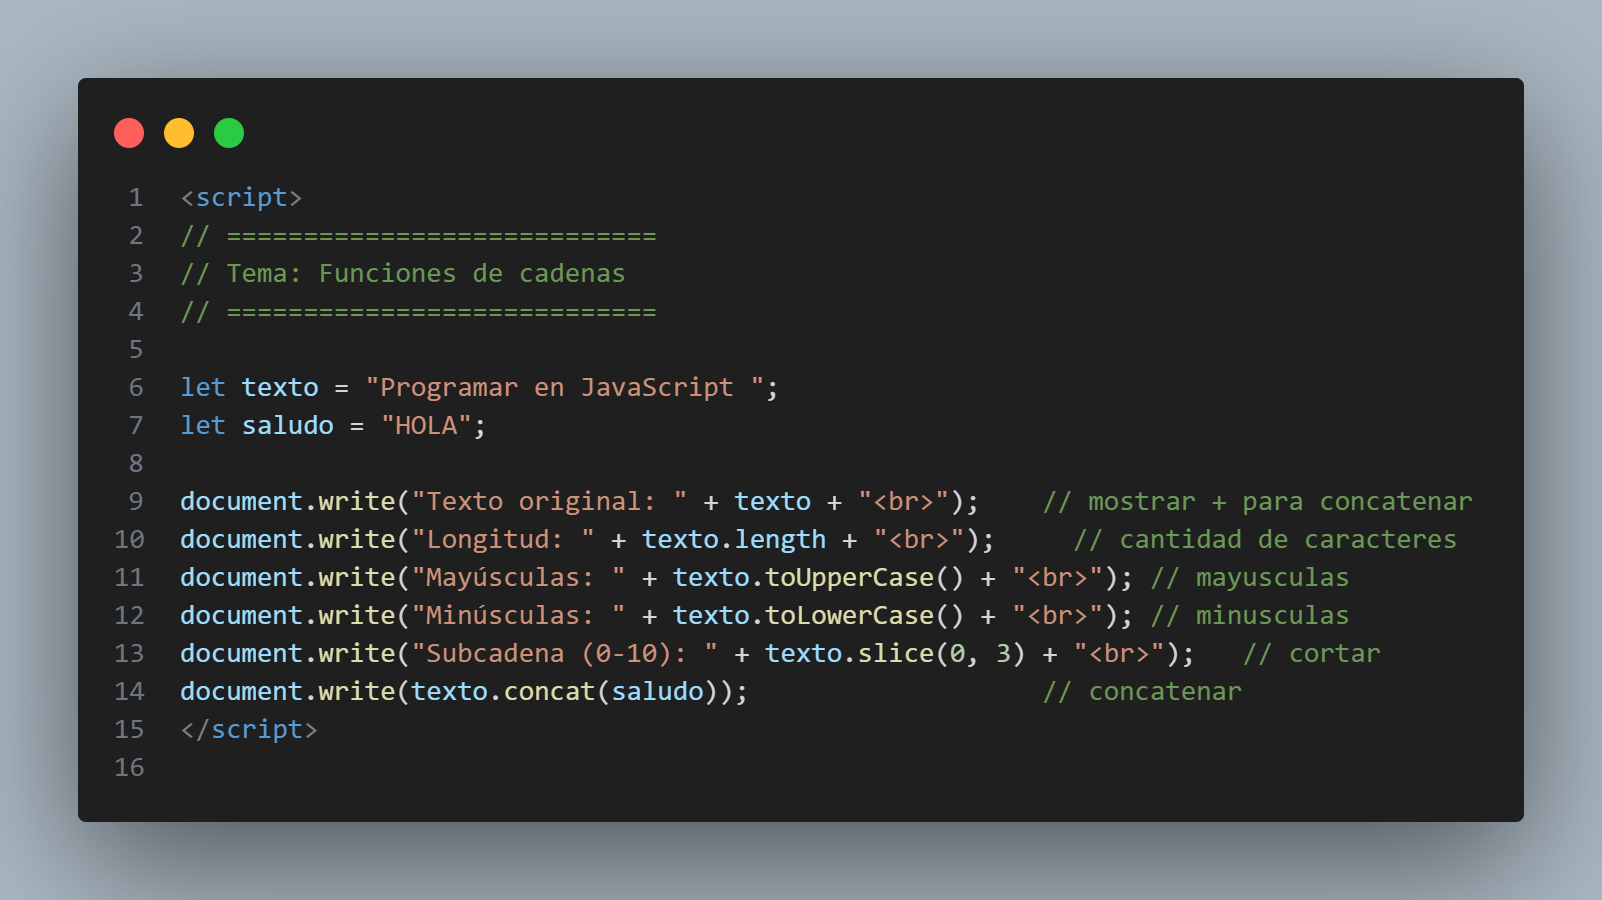 1 <script>
2 // ============================
3 // Tema: Funciones de cadenas
4 // ============================
5
6 let texto = "Programar en JavaScript ";
7 let saludo = "HOLA";
8
9 document.write("Texto original: " + texto + "<br>");    // mostrar + para concatenar
10 document.write("Longitud: " + texto.length + "<br>");     // cantidad de caracteres
11 document.write("Mayúsculas: " + texto.toUpperCase() + "<br>"); // mayusculas
12 document.write("Minúsculas: " + texto.toLowerCase() + "<br>"); // minusculas
13 document.write("Subcadena (0-10): " + texto.slice(0, 3) + "<br>");   // cortar
14 document.write(texto.concat(saludo));                   // concatenar
15 </script>
16